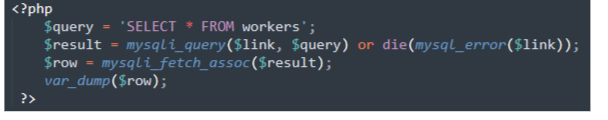 <?php
$query = 'SELECT * FROM workers';
$result = mysqli_query($link, $query) or die(mysql_error($link));
$row = mysqli_fetch_assoc($result);
var_dump($row);
?>